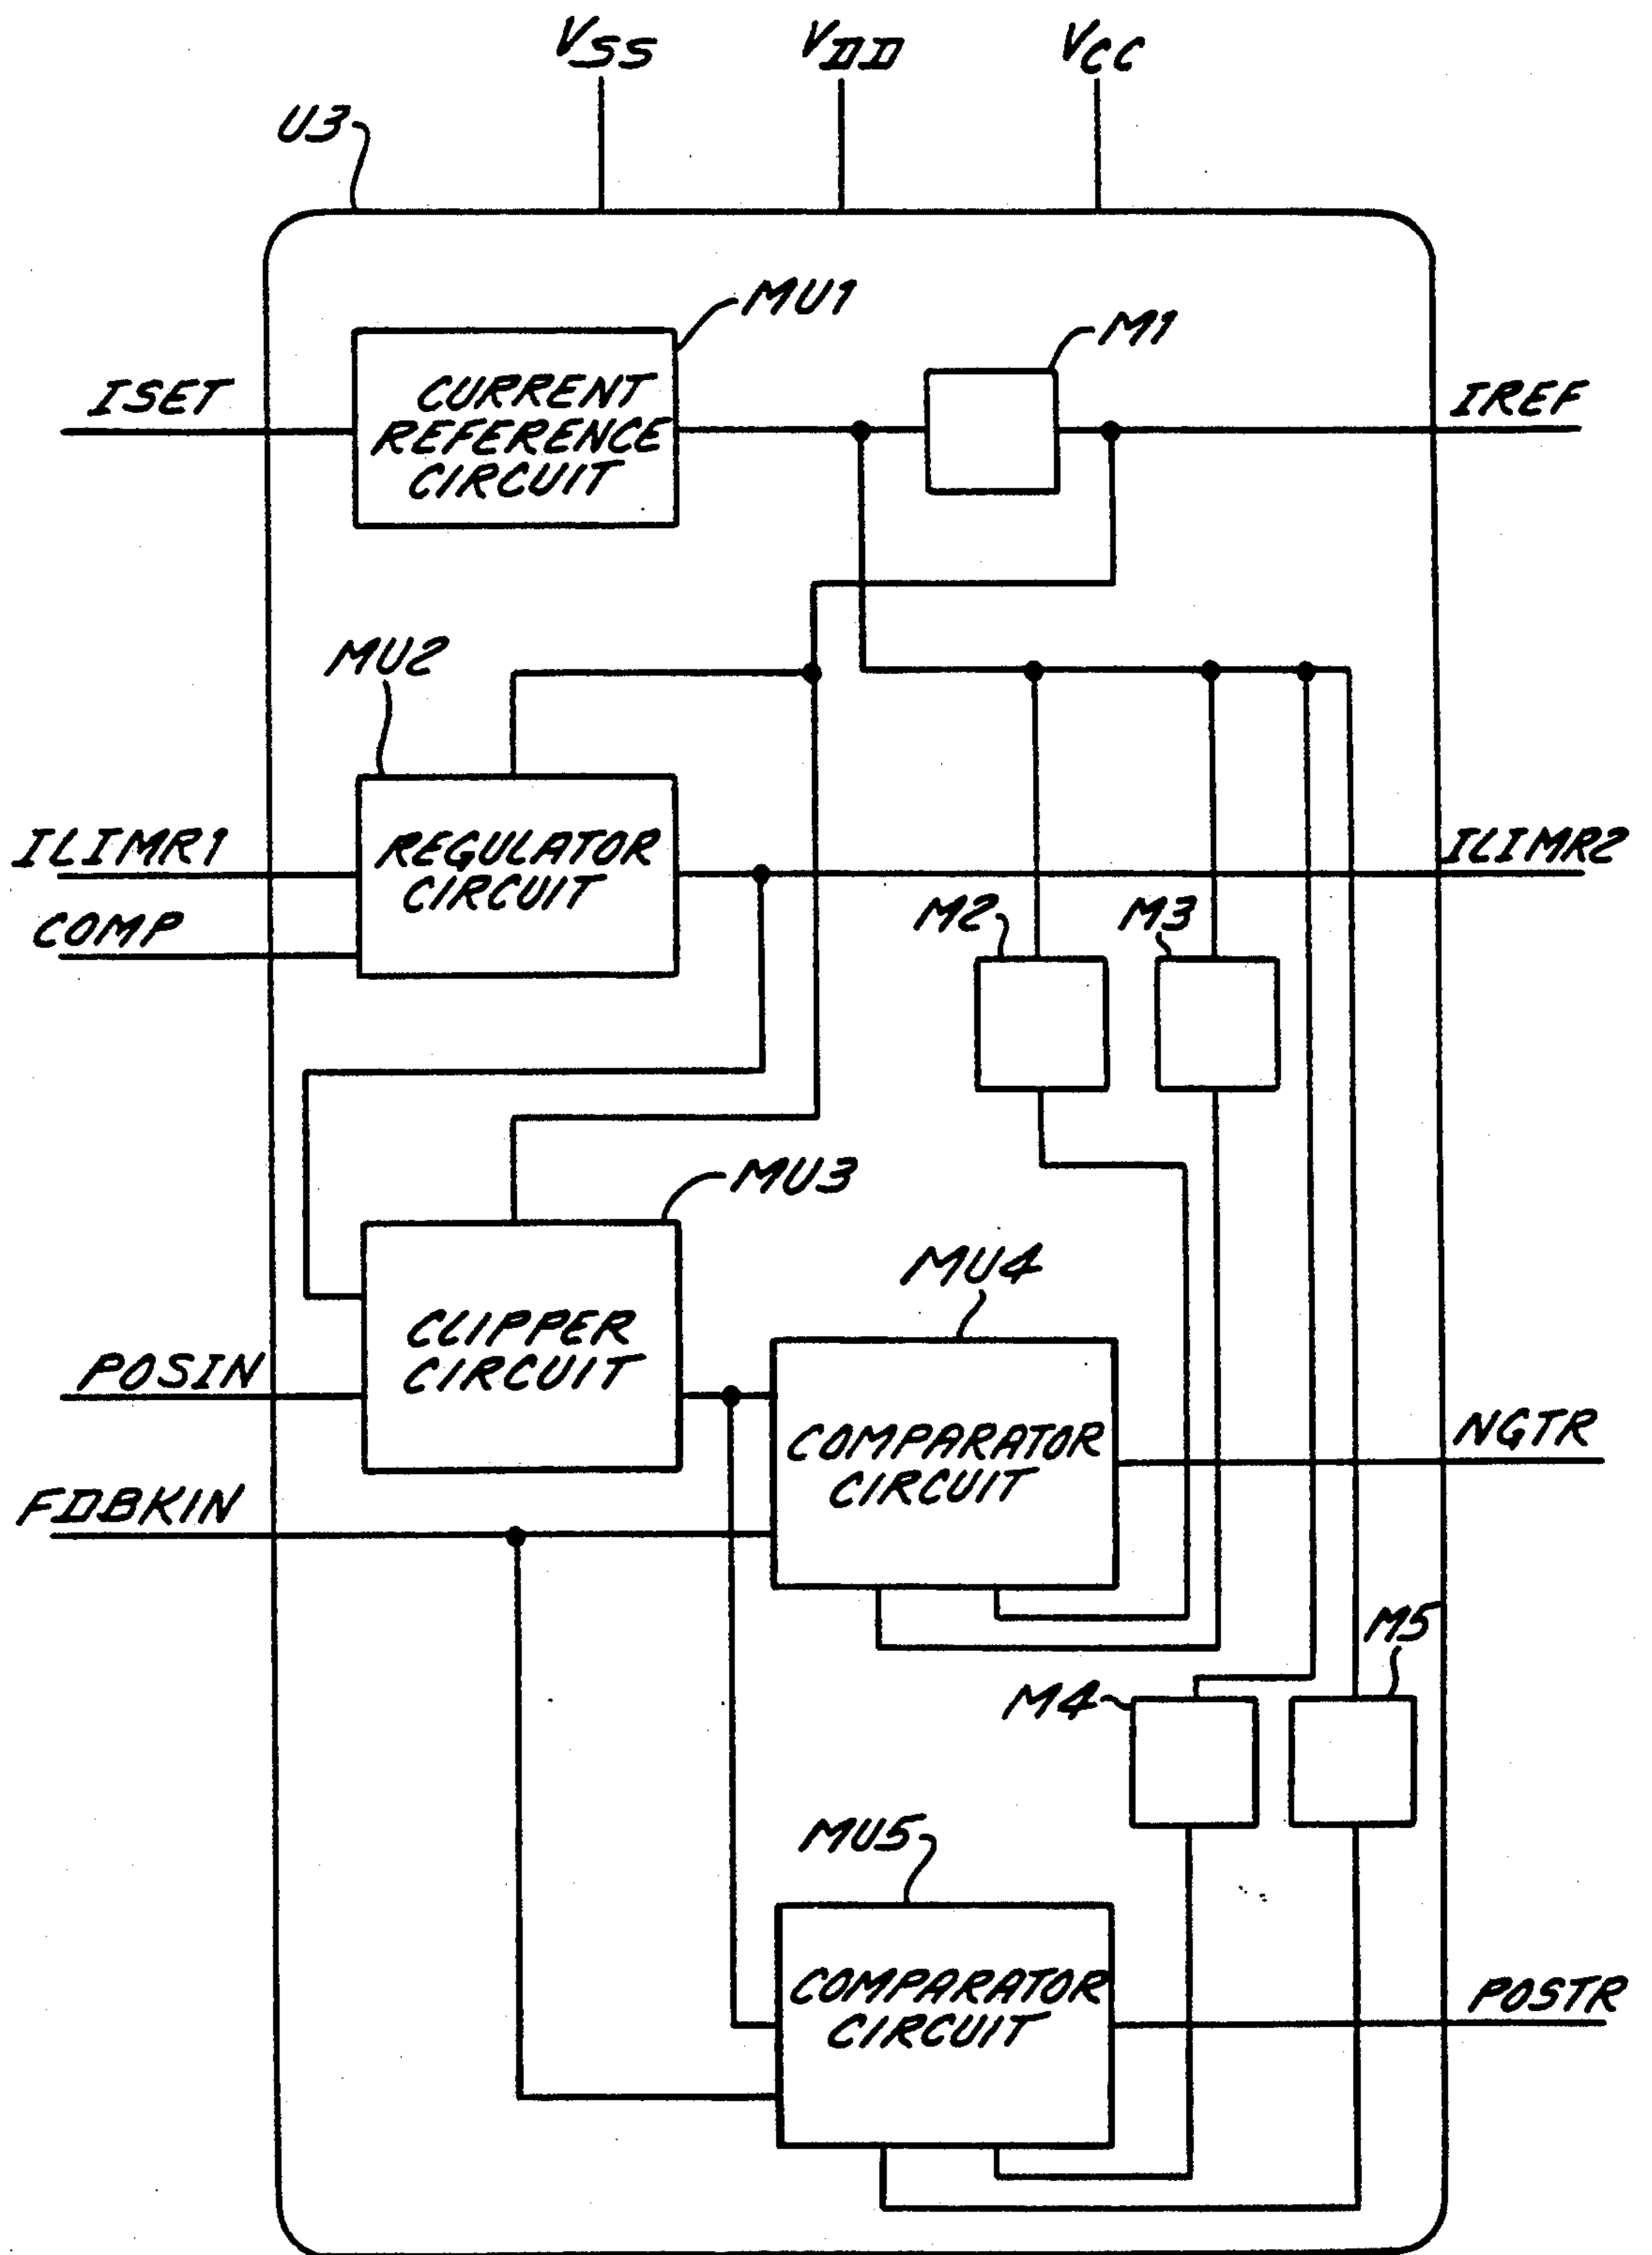 VSS VDD VCC
U3
MU1
M1
ISET
CURRENT
REFERENCE
CIRCUIT
IREF
MU2
ILIMR1
REGULATOR
CIRCUIT
ILIMR2
COMP
M2
M3
MU3
MU4
CLIPPER
CIRCUIT
POSIN
COMPARATOR
CIRCUIT
NGTR
FDBKIN
M5
M4
MU5
COMPARATOR
CIRCUIT
POSTR